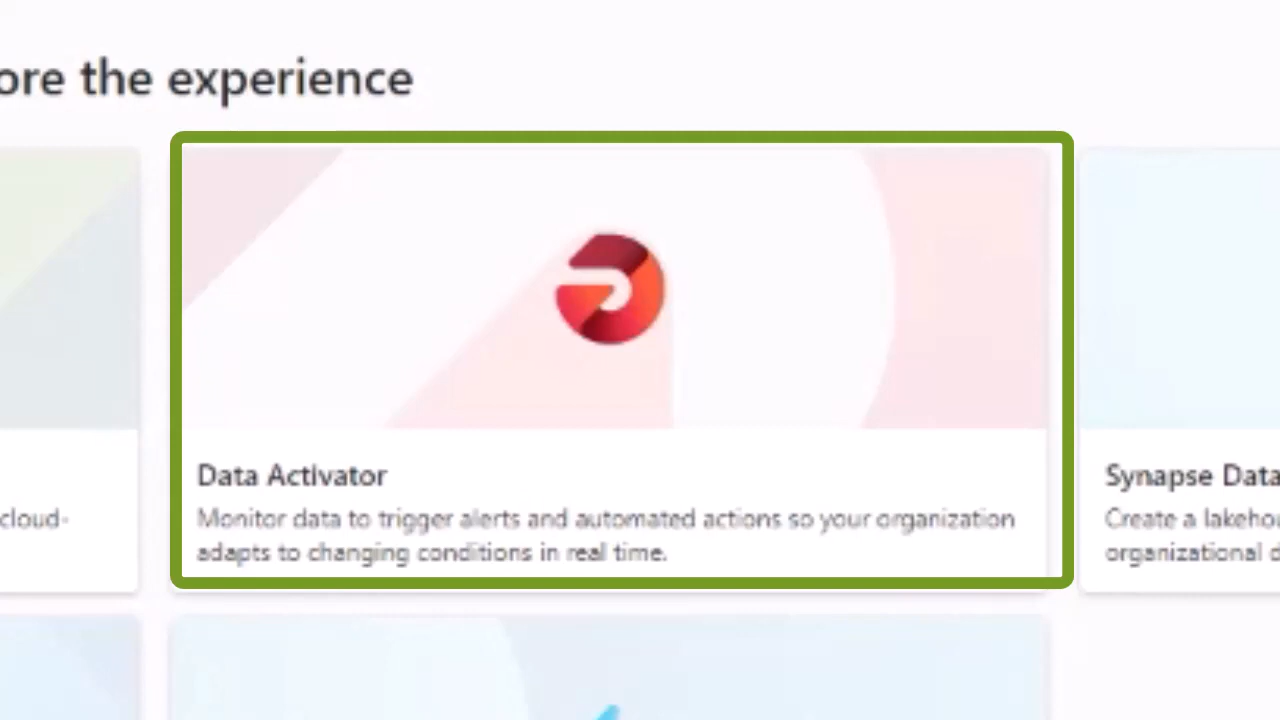 ore the experience
Data Activator
Monitor data to trigger alerts and automated actions so your organization
adapts to changing conditions in real time.
cloud-
Synapse Data
Create a lakehou
organizational d